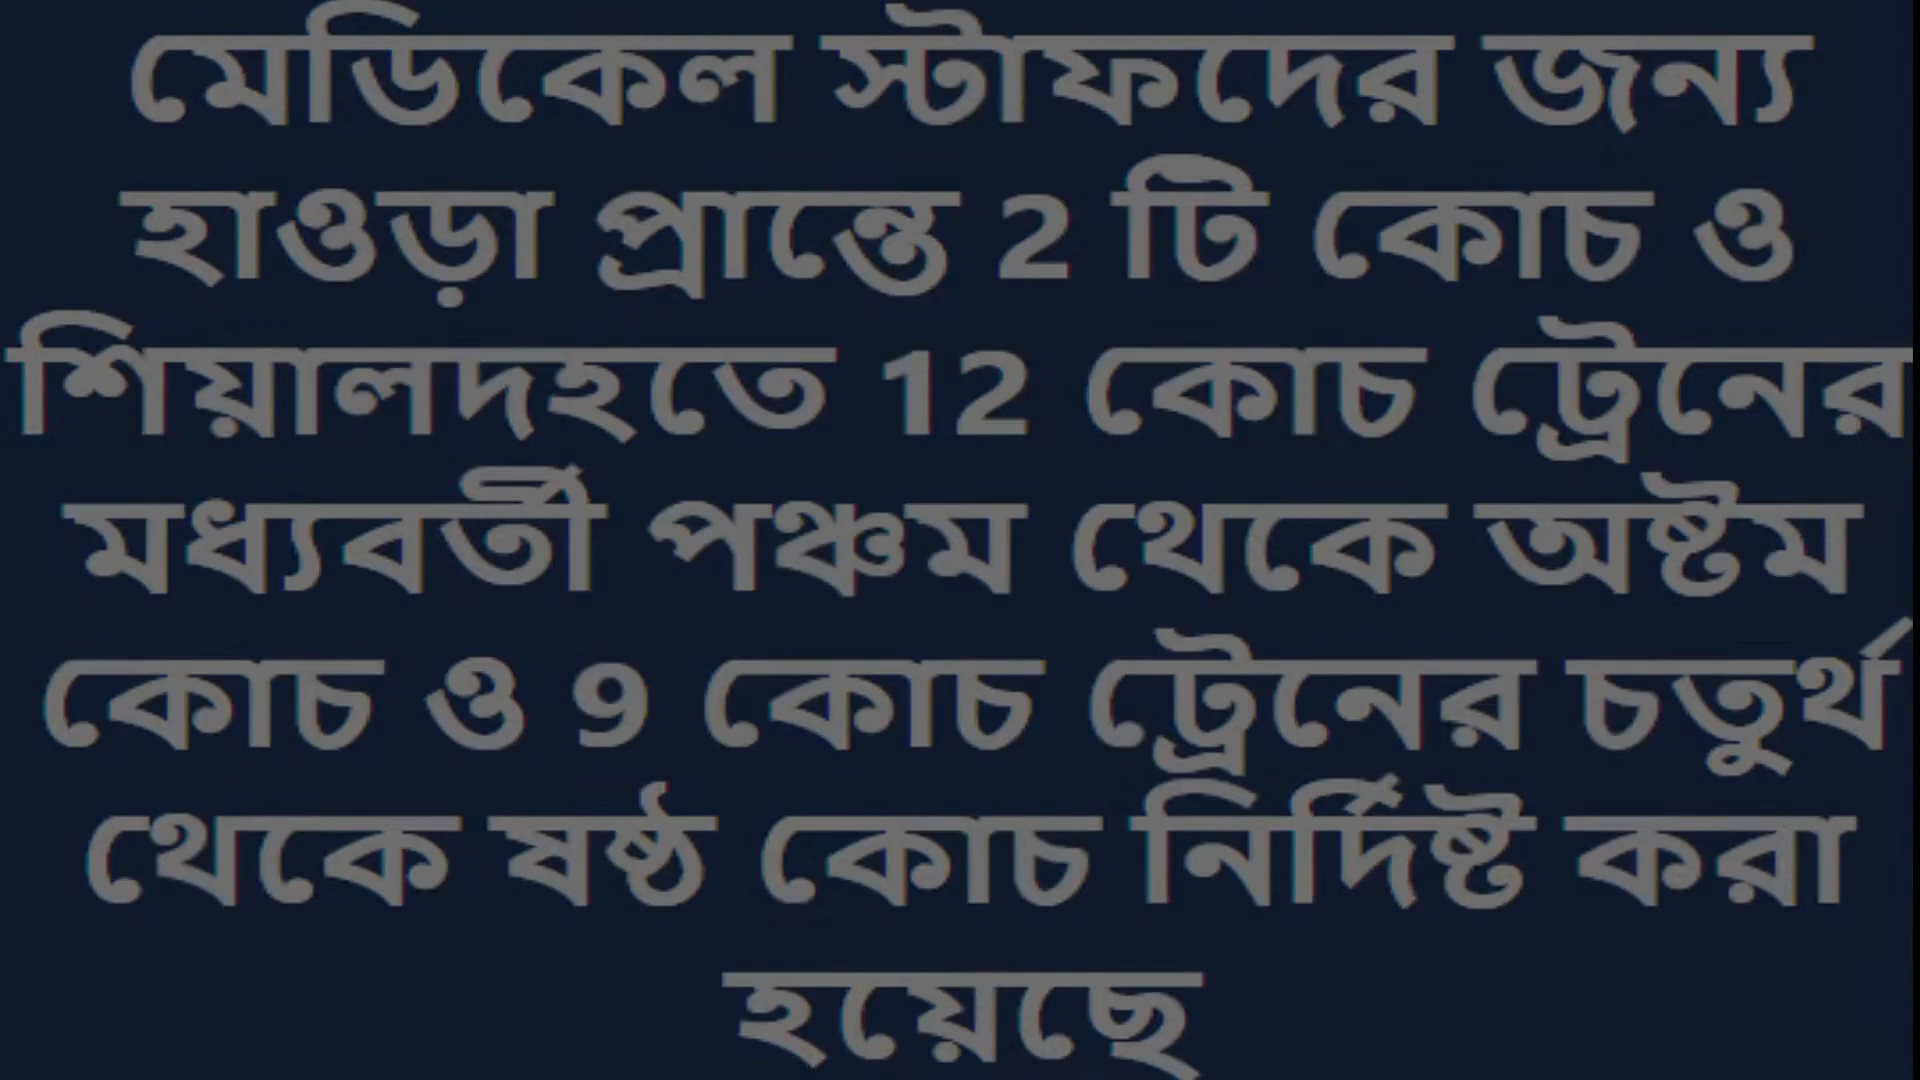 মেডিকেল স্টাফদের জন্য
হাওড়া প্রান্তে 2 টি কোচ ও
শিয়ালদহতে 12 কোচ ট্রেনের
মধ্যবর্তী পঞ্চম থেকে অষ্টম
কোচ ও 9 কোচ ট্রেনের চতুর্থ
থেকে ষষ্ঠ কোচ নির্দিষ্ট করা
হয়েছে